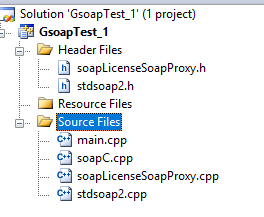 Solution 'GsoapTest_1' (1 project)
GsoapTest_1
Header Files
soapLicenseSoapProxy.h
stdsoap2.h
Resource Files
Source Files
main.cpp
soapC.cpp
soapLicenseSoapProxy.cpp
stdsoap2.cpp